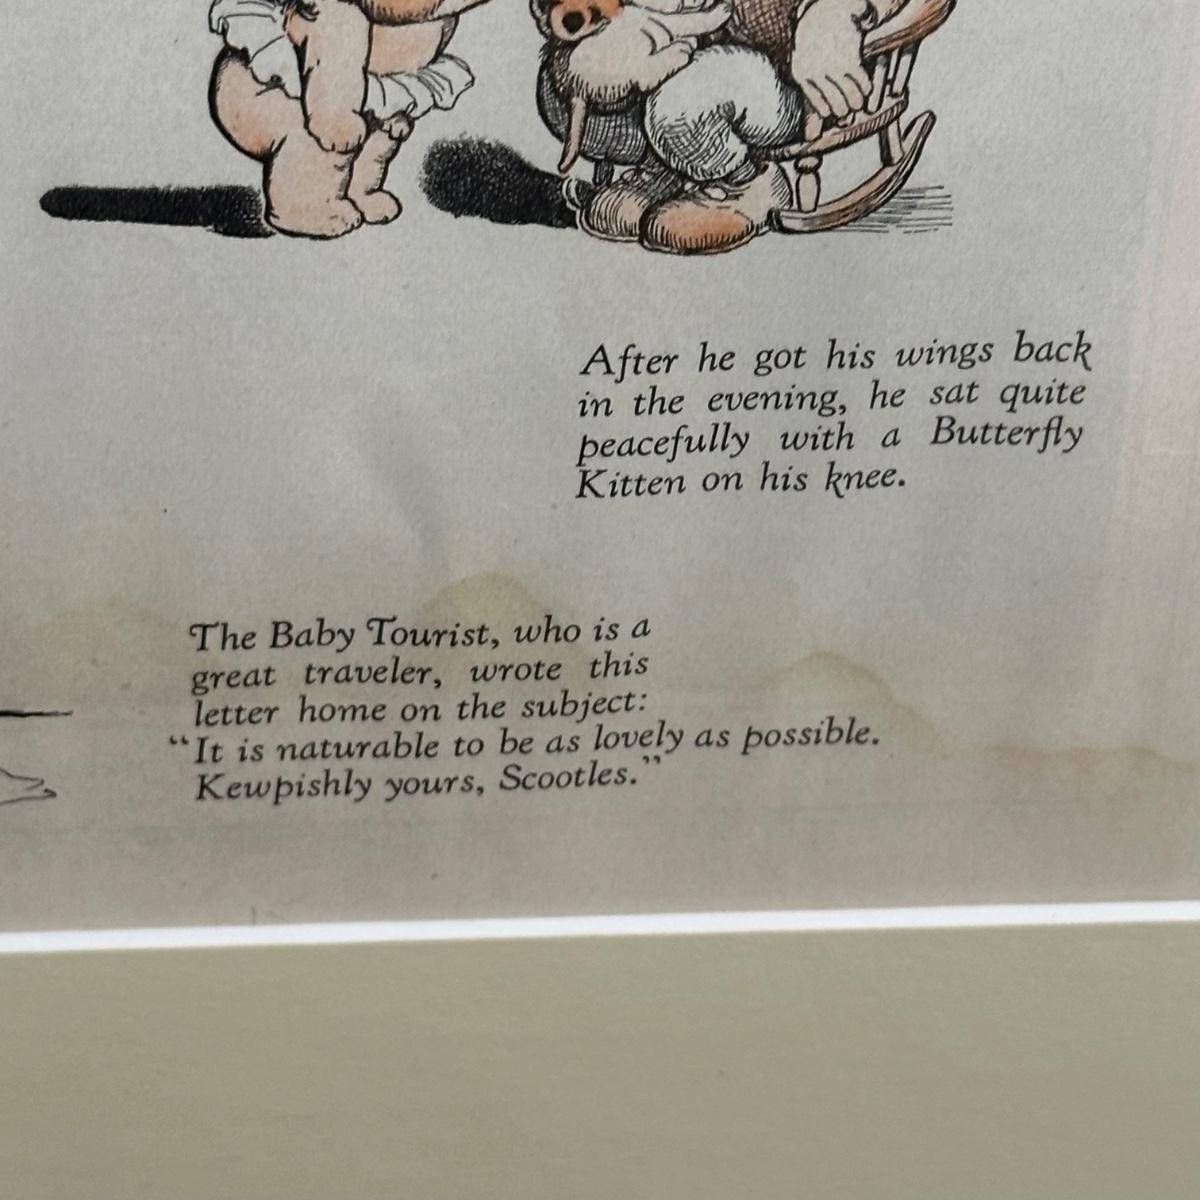 After he got his wings back
in the evening, he sat quite
peacefully with a Butterfly
Kitten on his knee.
The Baby Tourist, who is a
great traveler, wrote this
letter home on the subject:
“It is naturable to be as lovely as possible.
Kewpishly yours, Scootles.”